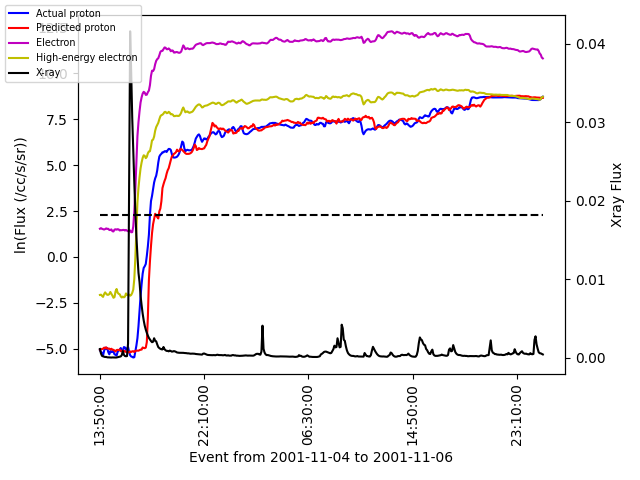 Actual proton
Predicted proton
Electron
High-energy electron
X-ray
10.0
7.5
5.0
2.5
0.0
−2.5
−5.0
ln(Flux (/cc/s/sr))
0.04
0.03
0.02
0.01
0.00
Xray Flux
13:50:00
22:10:00
06:30:00
14:50:00
23:10:00
Event from 2001-11-04 to 2001-11-06